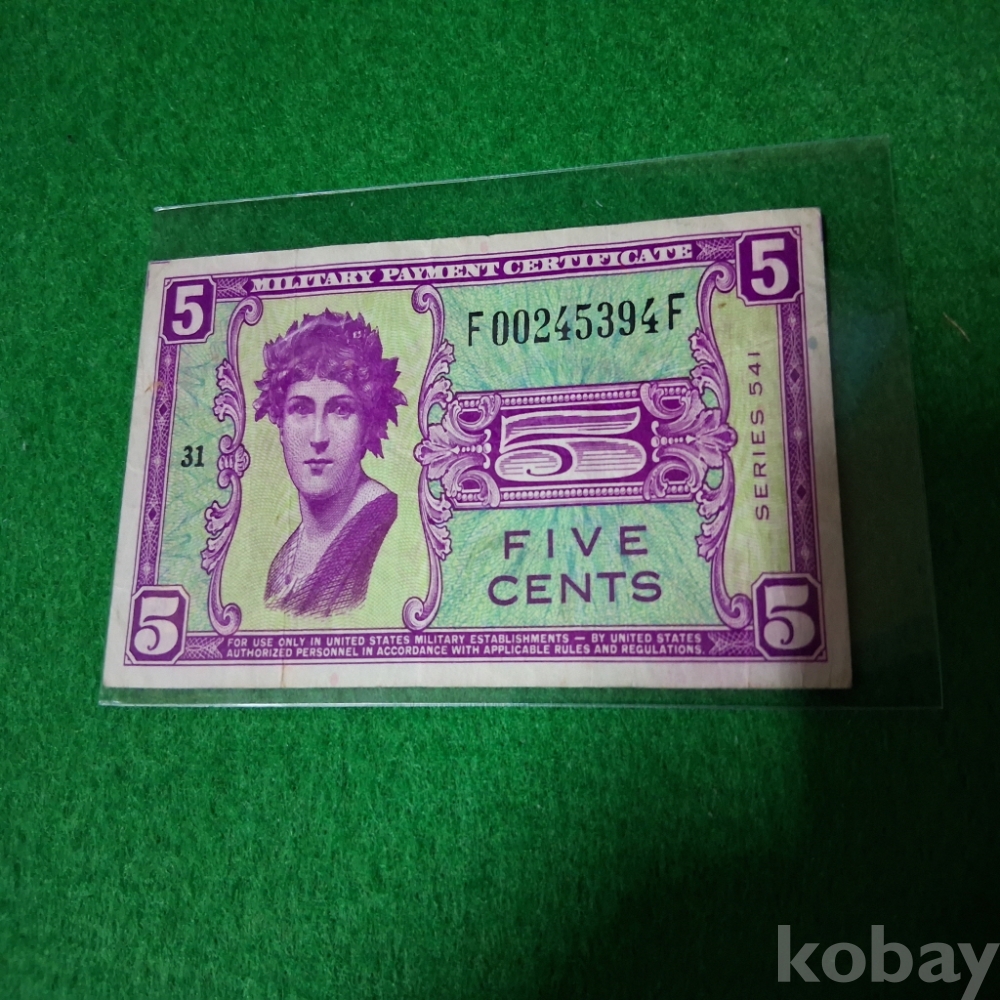 5
MILITARY PAYMENT CERTIFICATE
5
F00245394F
31
5
SERIES 541
FIVE
CENTS
5
FOR USE ONLY IN UNITED STATES MILITARY ESTABLISHMENTS — BY UNITED STATES
AUTHORIZED PERSONNEL IN ACCORDANCE WITH APPLICABLE RULES AND REGULATIONS.
5
kobay